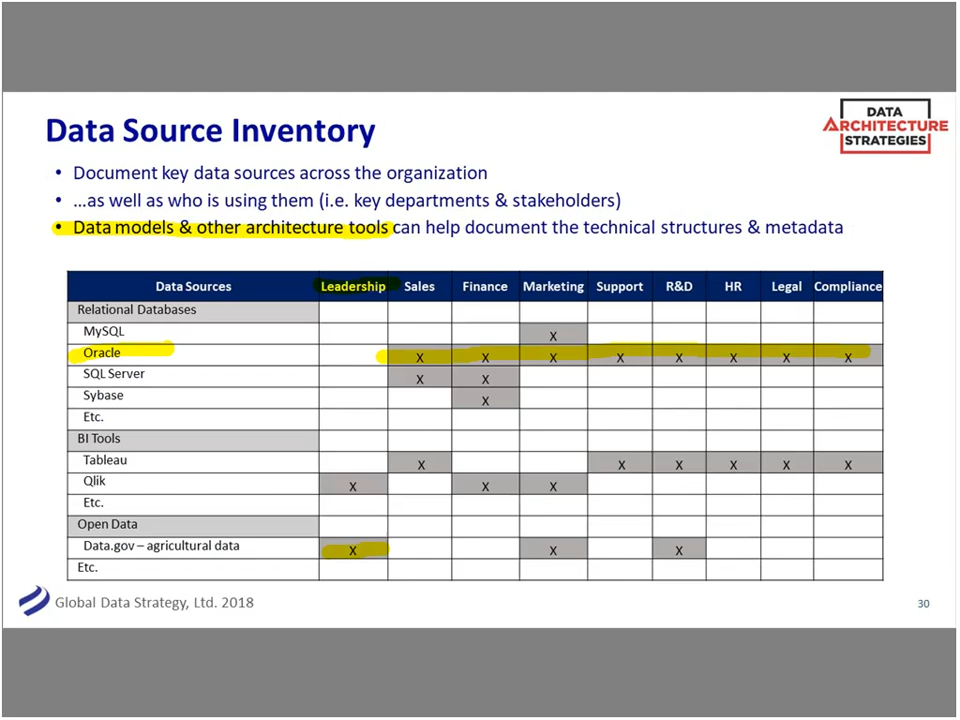 Data Source Inventory
DATA
ARCHITECTURE
STRATEGIES
• Document key data sources across the organization
• …as well as who is using them (i.e. key departments & stakeholders)
• Data models & other architecture tools can help document the technical structures & metadata
Data Sources Leadership Sales Finance Marketing Support R&D HR Legal Compliance
Relational Databases
MySQL X
Oracle X X X X X X X X
SQL Server X X
Sybase X
Etc.
BI Tools
Tableau X X X X X X
Qlik X X X
Etc.
Open Data
Data.gov – agricultural data X X X
Etc.
Global Data Strategy, Ltd. 2018
30